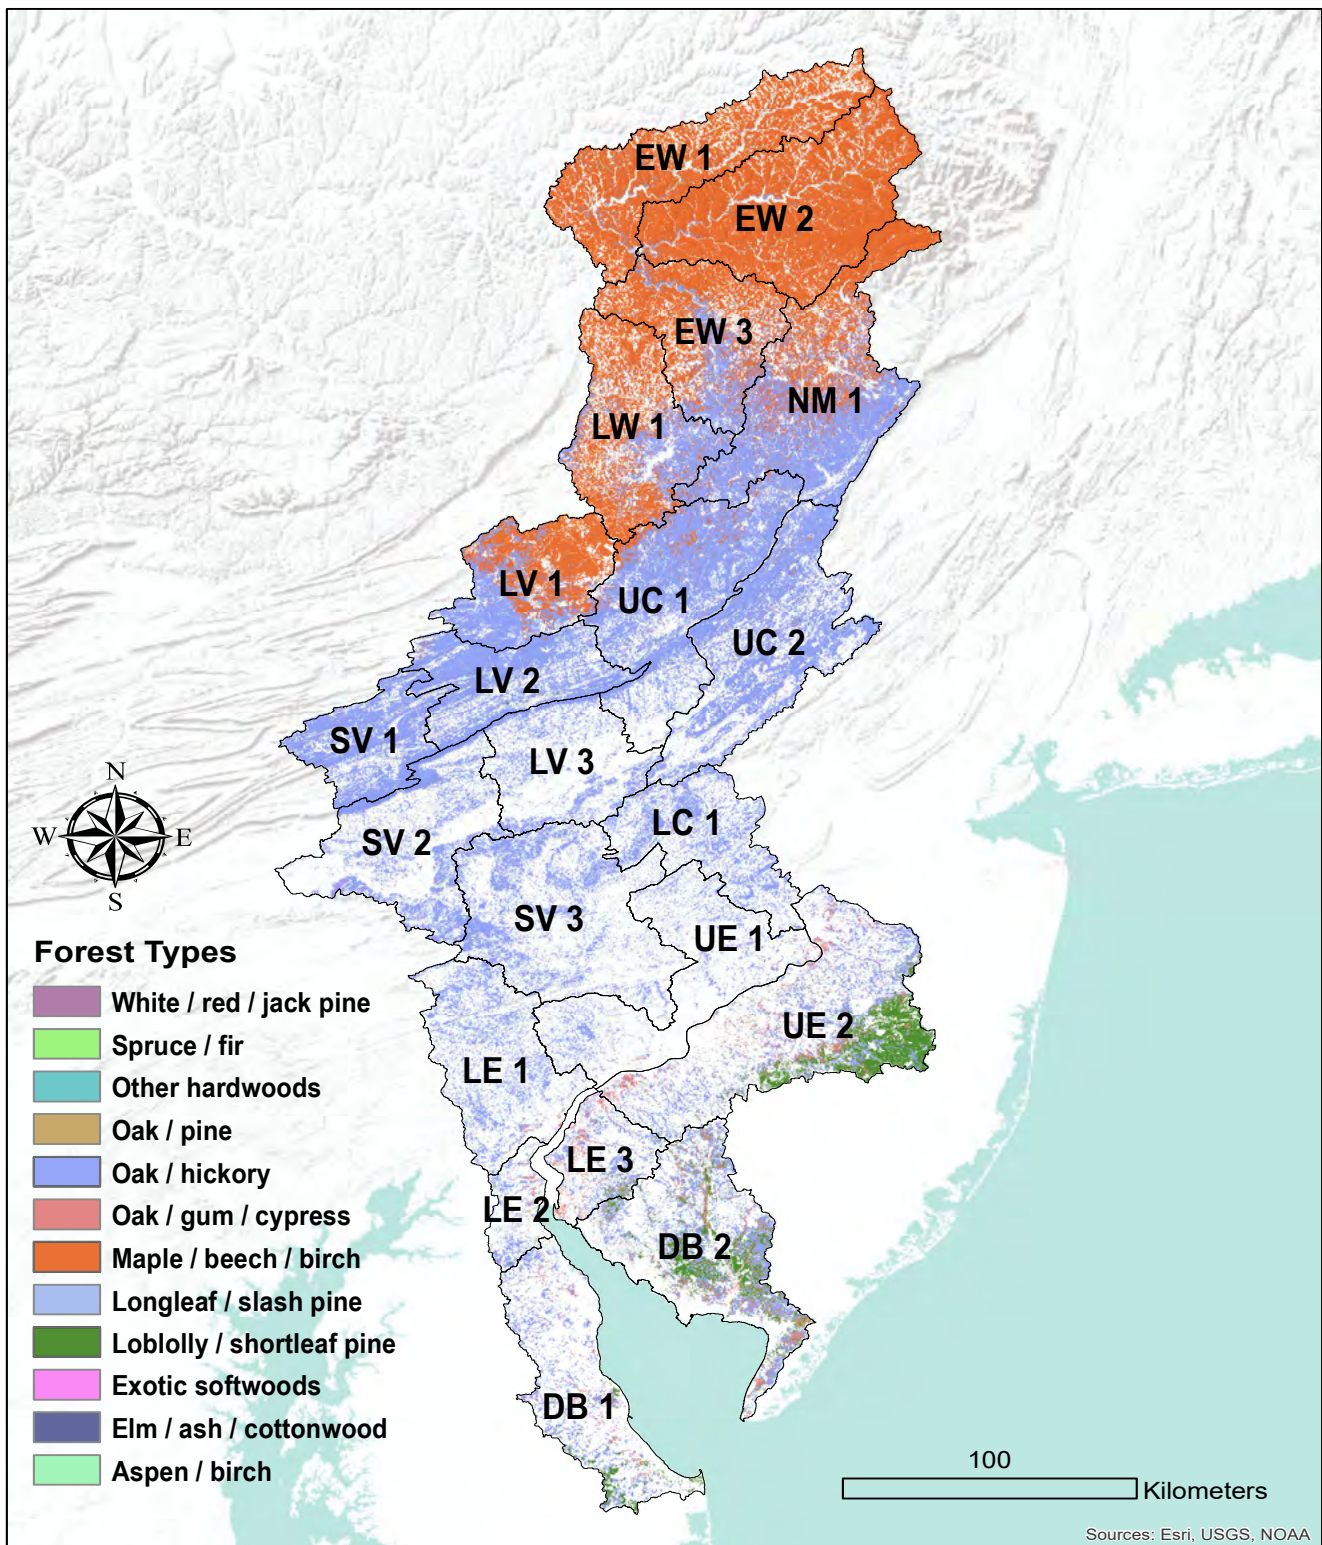 EW 1
EW 2
EW 3
NM 1
LW 1
LV 1
UC 1
UC 2
LV 2
SV 1
LV 3
N
W E
S
LC 1
SV 2
SV 3
UE 1
UE 2
LE 1
LE 3
LE 2
DB 2
DB 1
Forest Types
White / red / jack pine
Spruce / fir
Other hardwoods
Oak / pine
Oak / hickory
Oak / gum / cypress
Maple / beech / birch
Longleaf / slash pine
Loblolly / shortleaf pine
Exotic softwoods
Elm / ash / cottonwood
Aspen / birch
100
Kilometers
Sources: Esri, USGS, NOAA